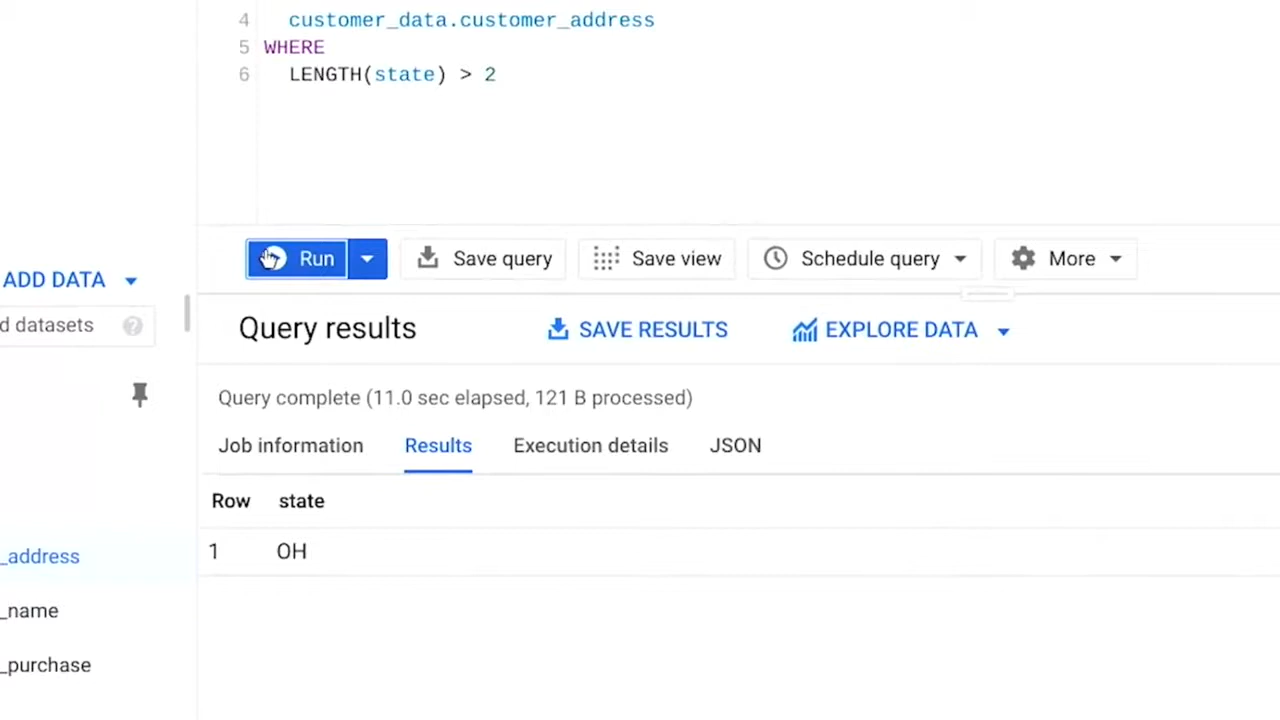 4 customer_data.customer_address
5 WHERE
6 LENGTH(state) > 2
Run Save query Save view Schedule query More
ADD DATA
d datasets ?
Query results SAVE RESULTS EXPLORE DATA
Query complete (11.0 sec elapsed, 121 B processed)
Job information Results Execution details JSON
Row state
1 OH
_address
_name
_purchase